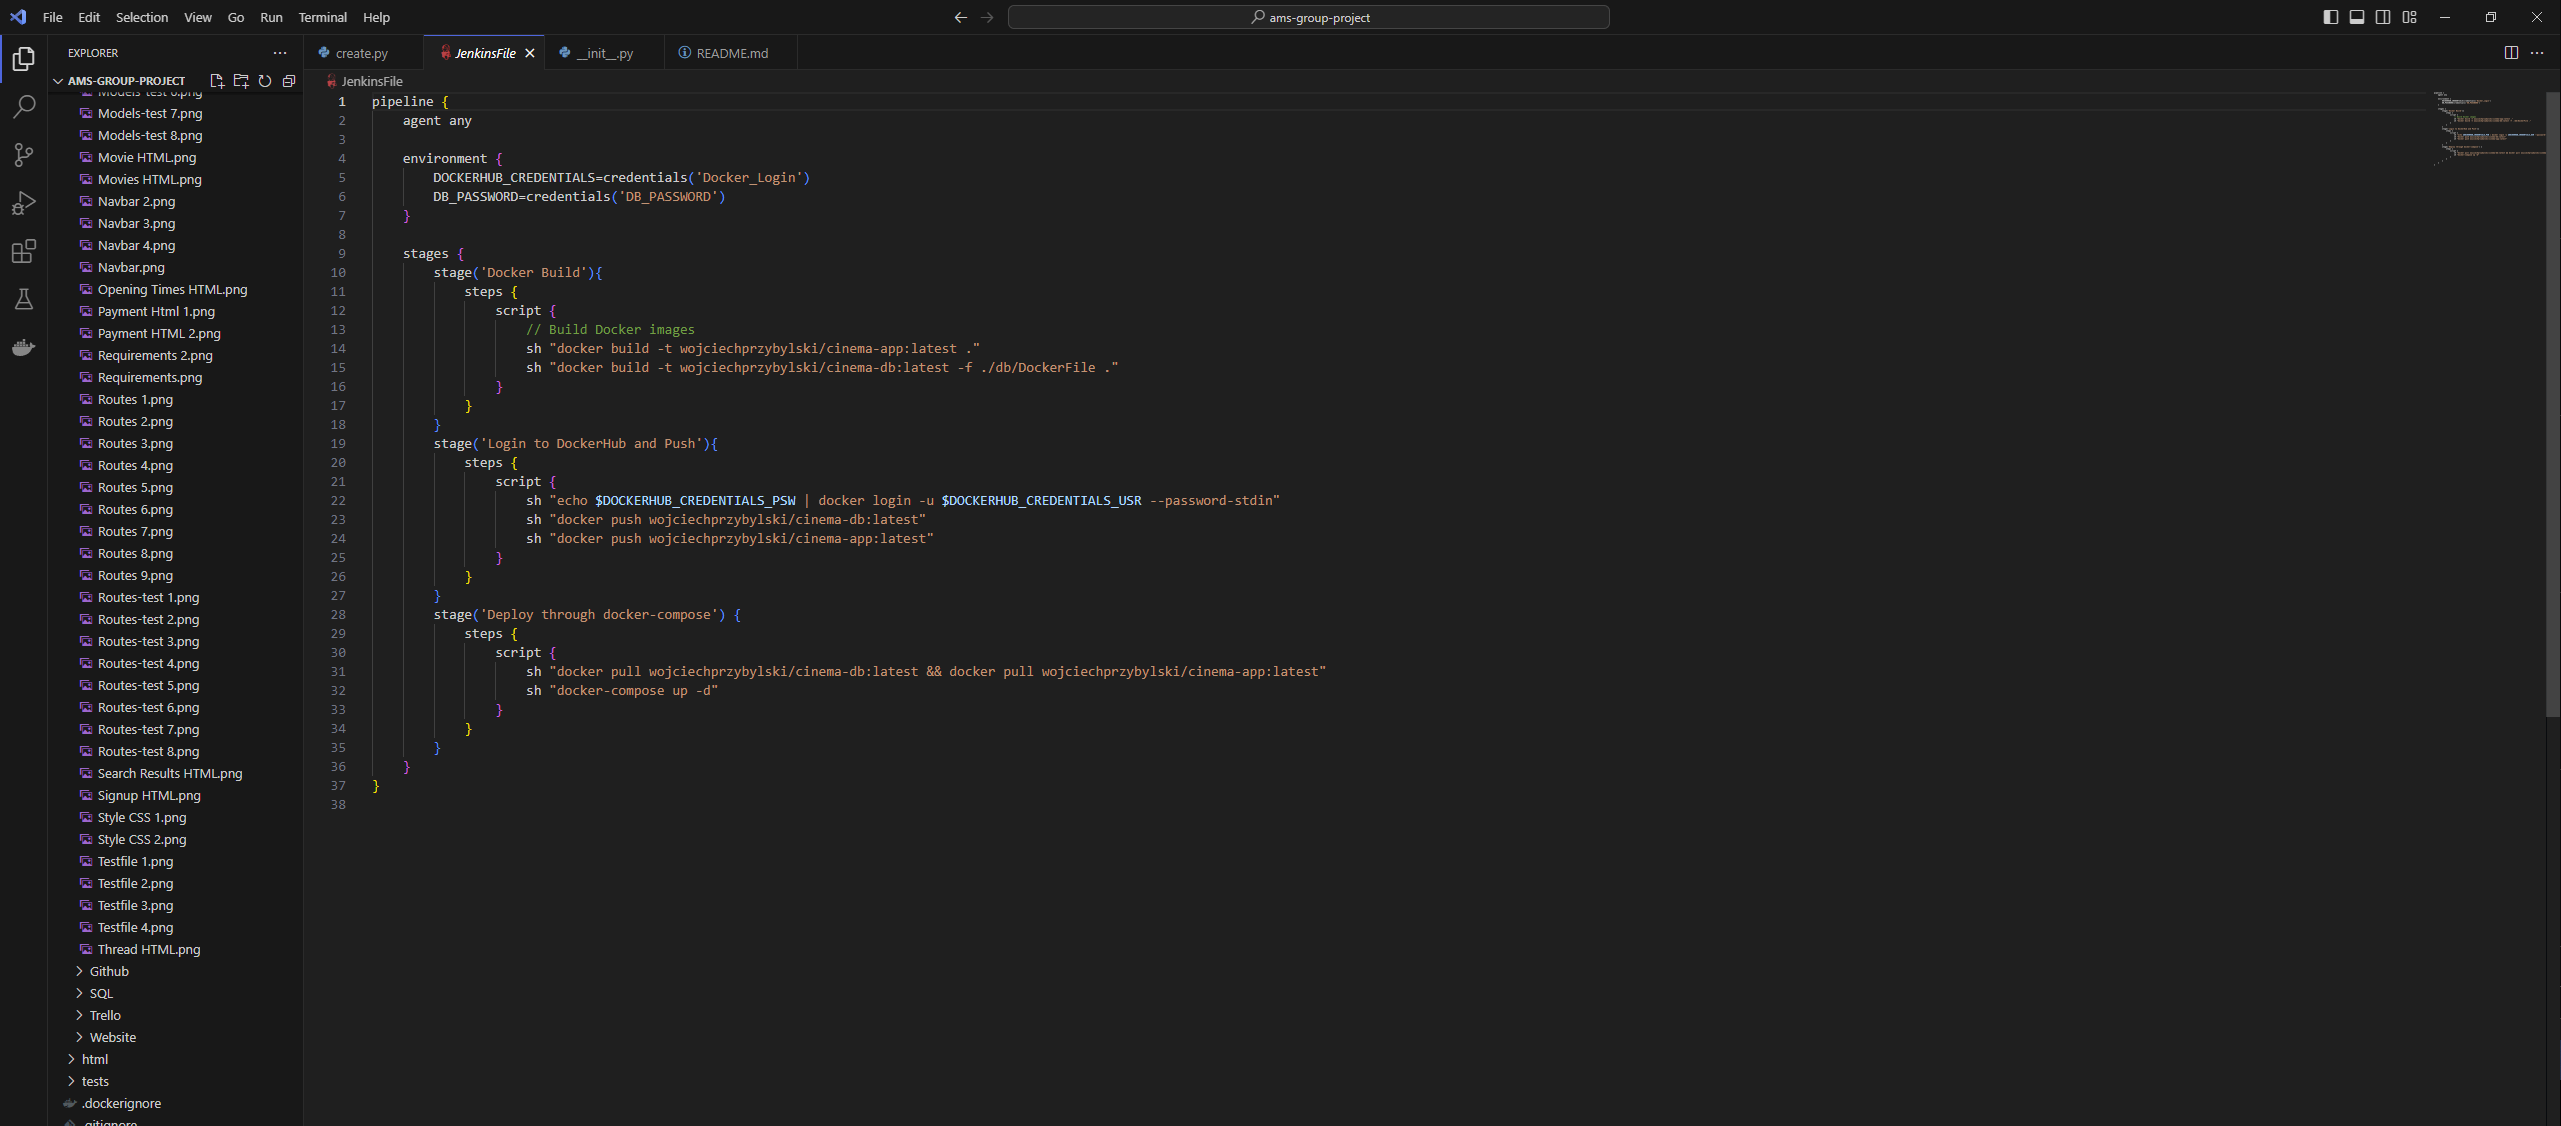 File Edit Selection View Go Run Terminal Help
ams-group-project
EXPLORER
AMS-GROUP-PROJECT
Models-test 6.png
Models-test 7.png
Models-test 8.png
Movie HTML.png
Movies HTML.png
Navbar 2.png
Navbar 3.png
Navbar 4.png
Navbar.png
Opening Times HTML.png
Payment Html 1.png
Payment HTML 2.png
Requirements 2.png
Requirements.png
Routes 1.png
Routes 2.png
Routes 3.png
Routes 4.png
Routes 5.png
Routes 6.png
Routes 7.png
Routes 8.png
Routes 9.png
Routes-test 1.png
Routes-test 2.png
Routes-test 3.png
Routes-test 4.png
Routes-test 5.png
Routes-test 6.png
Routes-test 7.png
Routes-test 8.png
Search Results HTML.png
Signup HTML.png
Style CSS 1.png
Style CSS 2.png
Testfile 1.png
Testfile 2.png
Testfile 3.png
Testfile 4.png
Thread HTML.png
Github
SQL
Trello
Website
html
tests
.dockerignore
.gitignore
create.py JenkinsFile __init__.py README.md
JenkinsFile
1 pipeline {
2     agent any
3
4     environment {
5         DOCKERHUB_CREDENTIALS=credentials('Docker_Login')
6         DB_PASSWORD=credentials('DB_PASSWORD')
7     }
8
9     stages {
10         stage('Docker Build'){
11             steps {
12                 script {
13                     // Build Docker images
14                     sh "docker build -t wojciechprzybylski/cinema-app:latest ."
15                     sh "docker build -t wojciechprzybylski/cinema-db:latest -f ./db/DockerFile ."
16                 }
17             }
18         }
19         stage('Login to DockerHub and Push'){
20             steps {
21                 script {
22                     sh "echo $DOCKERHUB_CREDENTIALS_PSW | docker login -u $DOCKERHUB_CREDENTIALS_USR --password-stdin"
23                     sh "docker push wojciechprzybylski/cinema-db:latest"
24                     sh "docker push wojciechprzybylski/cinema-app:latest"
25                 }
26             }
27         }
28         stage('Deploy through docker-compose') {
29             steps {
30                 script {
31                     sh "docker pull wojciechprzybylski/cinema-db:latest && docker pull wojciechprzybylski/cinema-app:latest"
32                     sh "docker-compose up -d"
33                 }
34             }
35         }
36     }
37 }
38